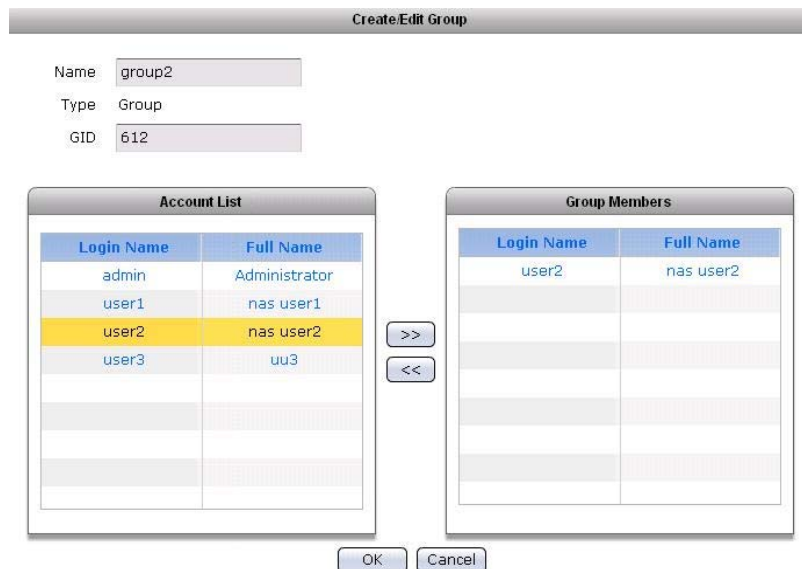 Create/Edit Group
Name group2
Type Group
GID 612
Account List
Login Name Full Name
admin Administrator
user1 nas user1
user2 nas user2
user3 uu3
>>
<<
Group Members
Login Name Full Name
user2 nas user2
OK Cancel